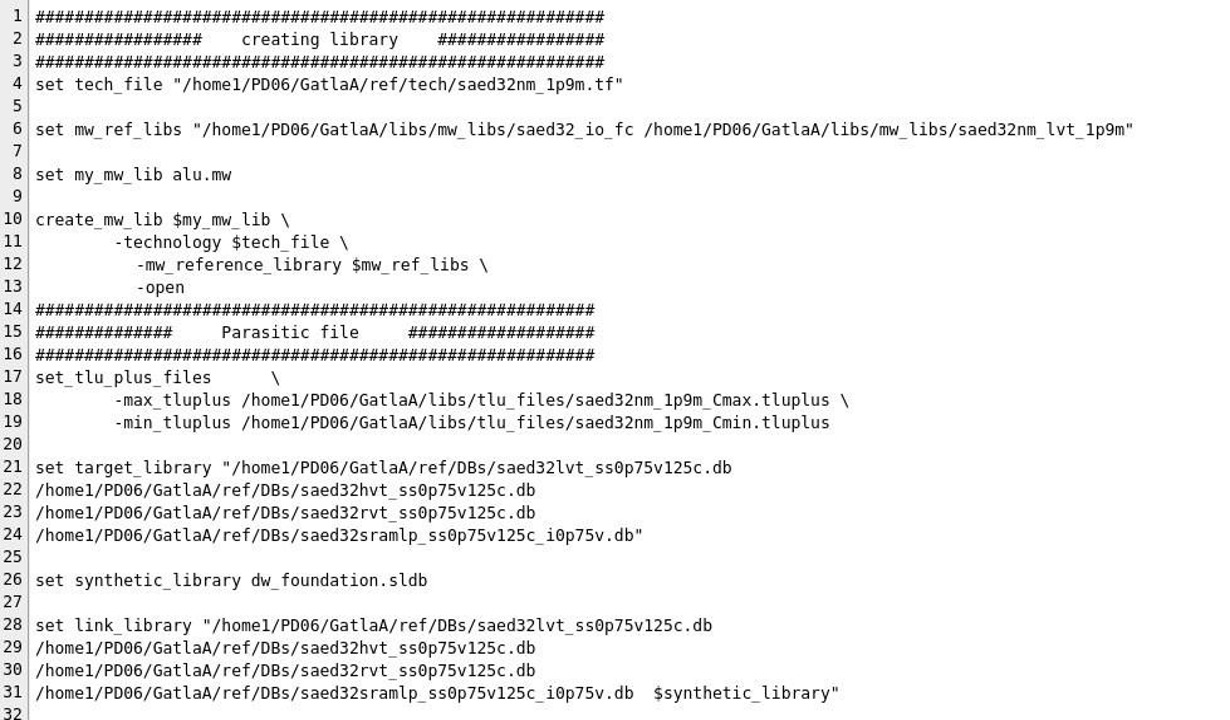 1 ##########################################################
2 #################    creating library    #################
3 ##########################################################
4 set tech_file "/home1/PD06/GatlaA/ref/tech/saed32nm_1p9m.tf"
5
6 set mw_ref_libs "/home1/PD06/GatlaA/libs/mw_libs/saed32_io_fc /home1/PD06/GatlaA/libs/mw_libs/saed32nm_lvt_1p9m"
7
8 set my_mw_lib alu.mw
9
10 create_mw_lib $my_mw_lib \
11         -technology $tech_file \
12           -mw_reference_library $mw_ref_libs \
13           -open
14 #########################################################
15 ##############     Parasitic file     ###################
16 #########################################################
17 set_tlu_plus_files      \
18         -max_tluplus /home1/PD06/GatlaA/libs/tlu_files/saed32nm_1p9m_Cmax.tluplus \
19         -min_tluplus /home1/PD06/GatlaA/libs/tlu_files/saed32nm_1p9m_Cmin.tluplus
20
21 set target_library "/home1/PD06/GatlaA/ref/DBs/saed32lvt_ss0p75v125c.db
22 /home1/PD06/GatlaA/ref/DBs/saed32hvt_ss0p75v125c.db
23 /home1/PD06/GatlaA/ref/DBs/saed32rvt_ss0p75v125c.db
24 /home1/PD06/GatlaA/ref/DBs/saed32sramlp_ss0p75v125c_i0p75v.db"
25
26 set synthetic_library dw_foundation.sldb
27
28 set link_library "/home1/PD06/GatlaA/ref/DBs/saed32lvt_ss0p75v125c.db
29 /home1/PD06/GatlaA/ref/DBs/saed32hvt_ss0p75v125c.db
30 /home1/PD06/GatlaA/ref/DBs/saed32rvt_ss0p75v125c.db
31 /home1/PD06/GatlaA/ref/DBs/saed32sramlp_ss0p75v125c_i0p75v.db  $synthetic_library"
32